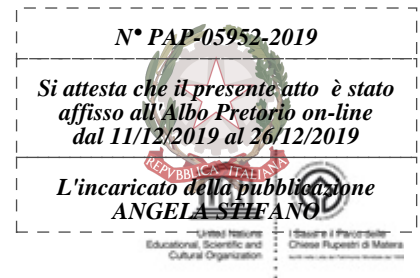 N° PAP-05952-2019
Si attesta che il presente atto è stato
affisso all'Albo Pretorio on-line
dal 11/12/2019 al 26/12/2019
L'incaricato della pubblicazione
ANGELA STIFANO
REPVBBLICA ITALIANA
United Nations
Educational, Scientific and
Cultural Organization
I Sassi e il Parco delle
Chiese Rupestri di Matera